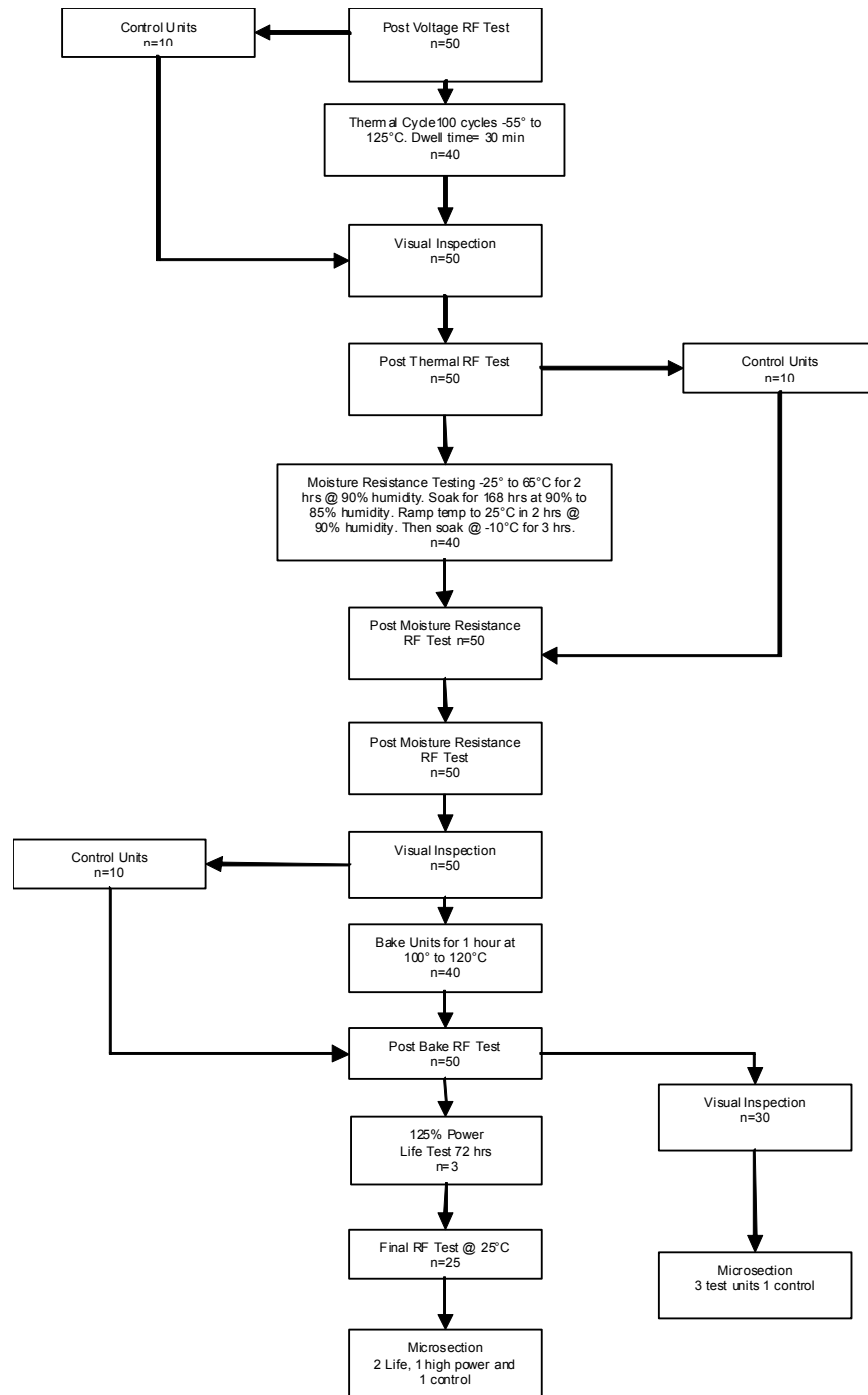 Control Units
n=10
Post Voltage RF Test
n=50
Thermal Cycle100 cycles -55° to
125°C. Dwell time= 30 min
n=40
Visual Inspection
n=50
Post Thermal RF Test
n=50
Control Units
n=10
Moisture Resistance Testing -25° to 65°C for 2
hrs @ 90% humidity. Soak for 168 hrs at 90% to
85% humidity. Ramp temp to 25°C in 2 hrs @
90% humidity. Then soak @ -10°C for 3 hrs.
n=40
Post Moisture Resistance
RF Test n=50
Post Moisture Resistance
RF Test
n=50
Control Units
n=10
Visual Inspection
n=50
Bake Units for 1 hour at
100° to 120°C
n=40
Post Bake RF Test
n=50
Visual Inspection
n=30
125% Power
Life Test 72 hrs
n=3
Final RF Test @ 25°C
n=25
Microsection
3 test units 1 control
Microsection
2 Life, 1 high power and
1 control